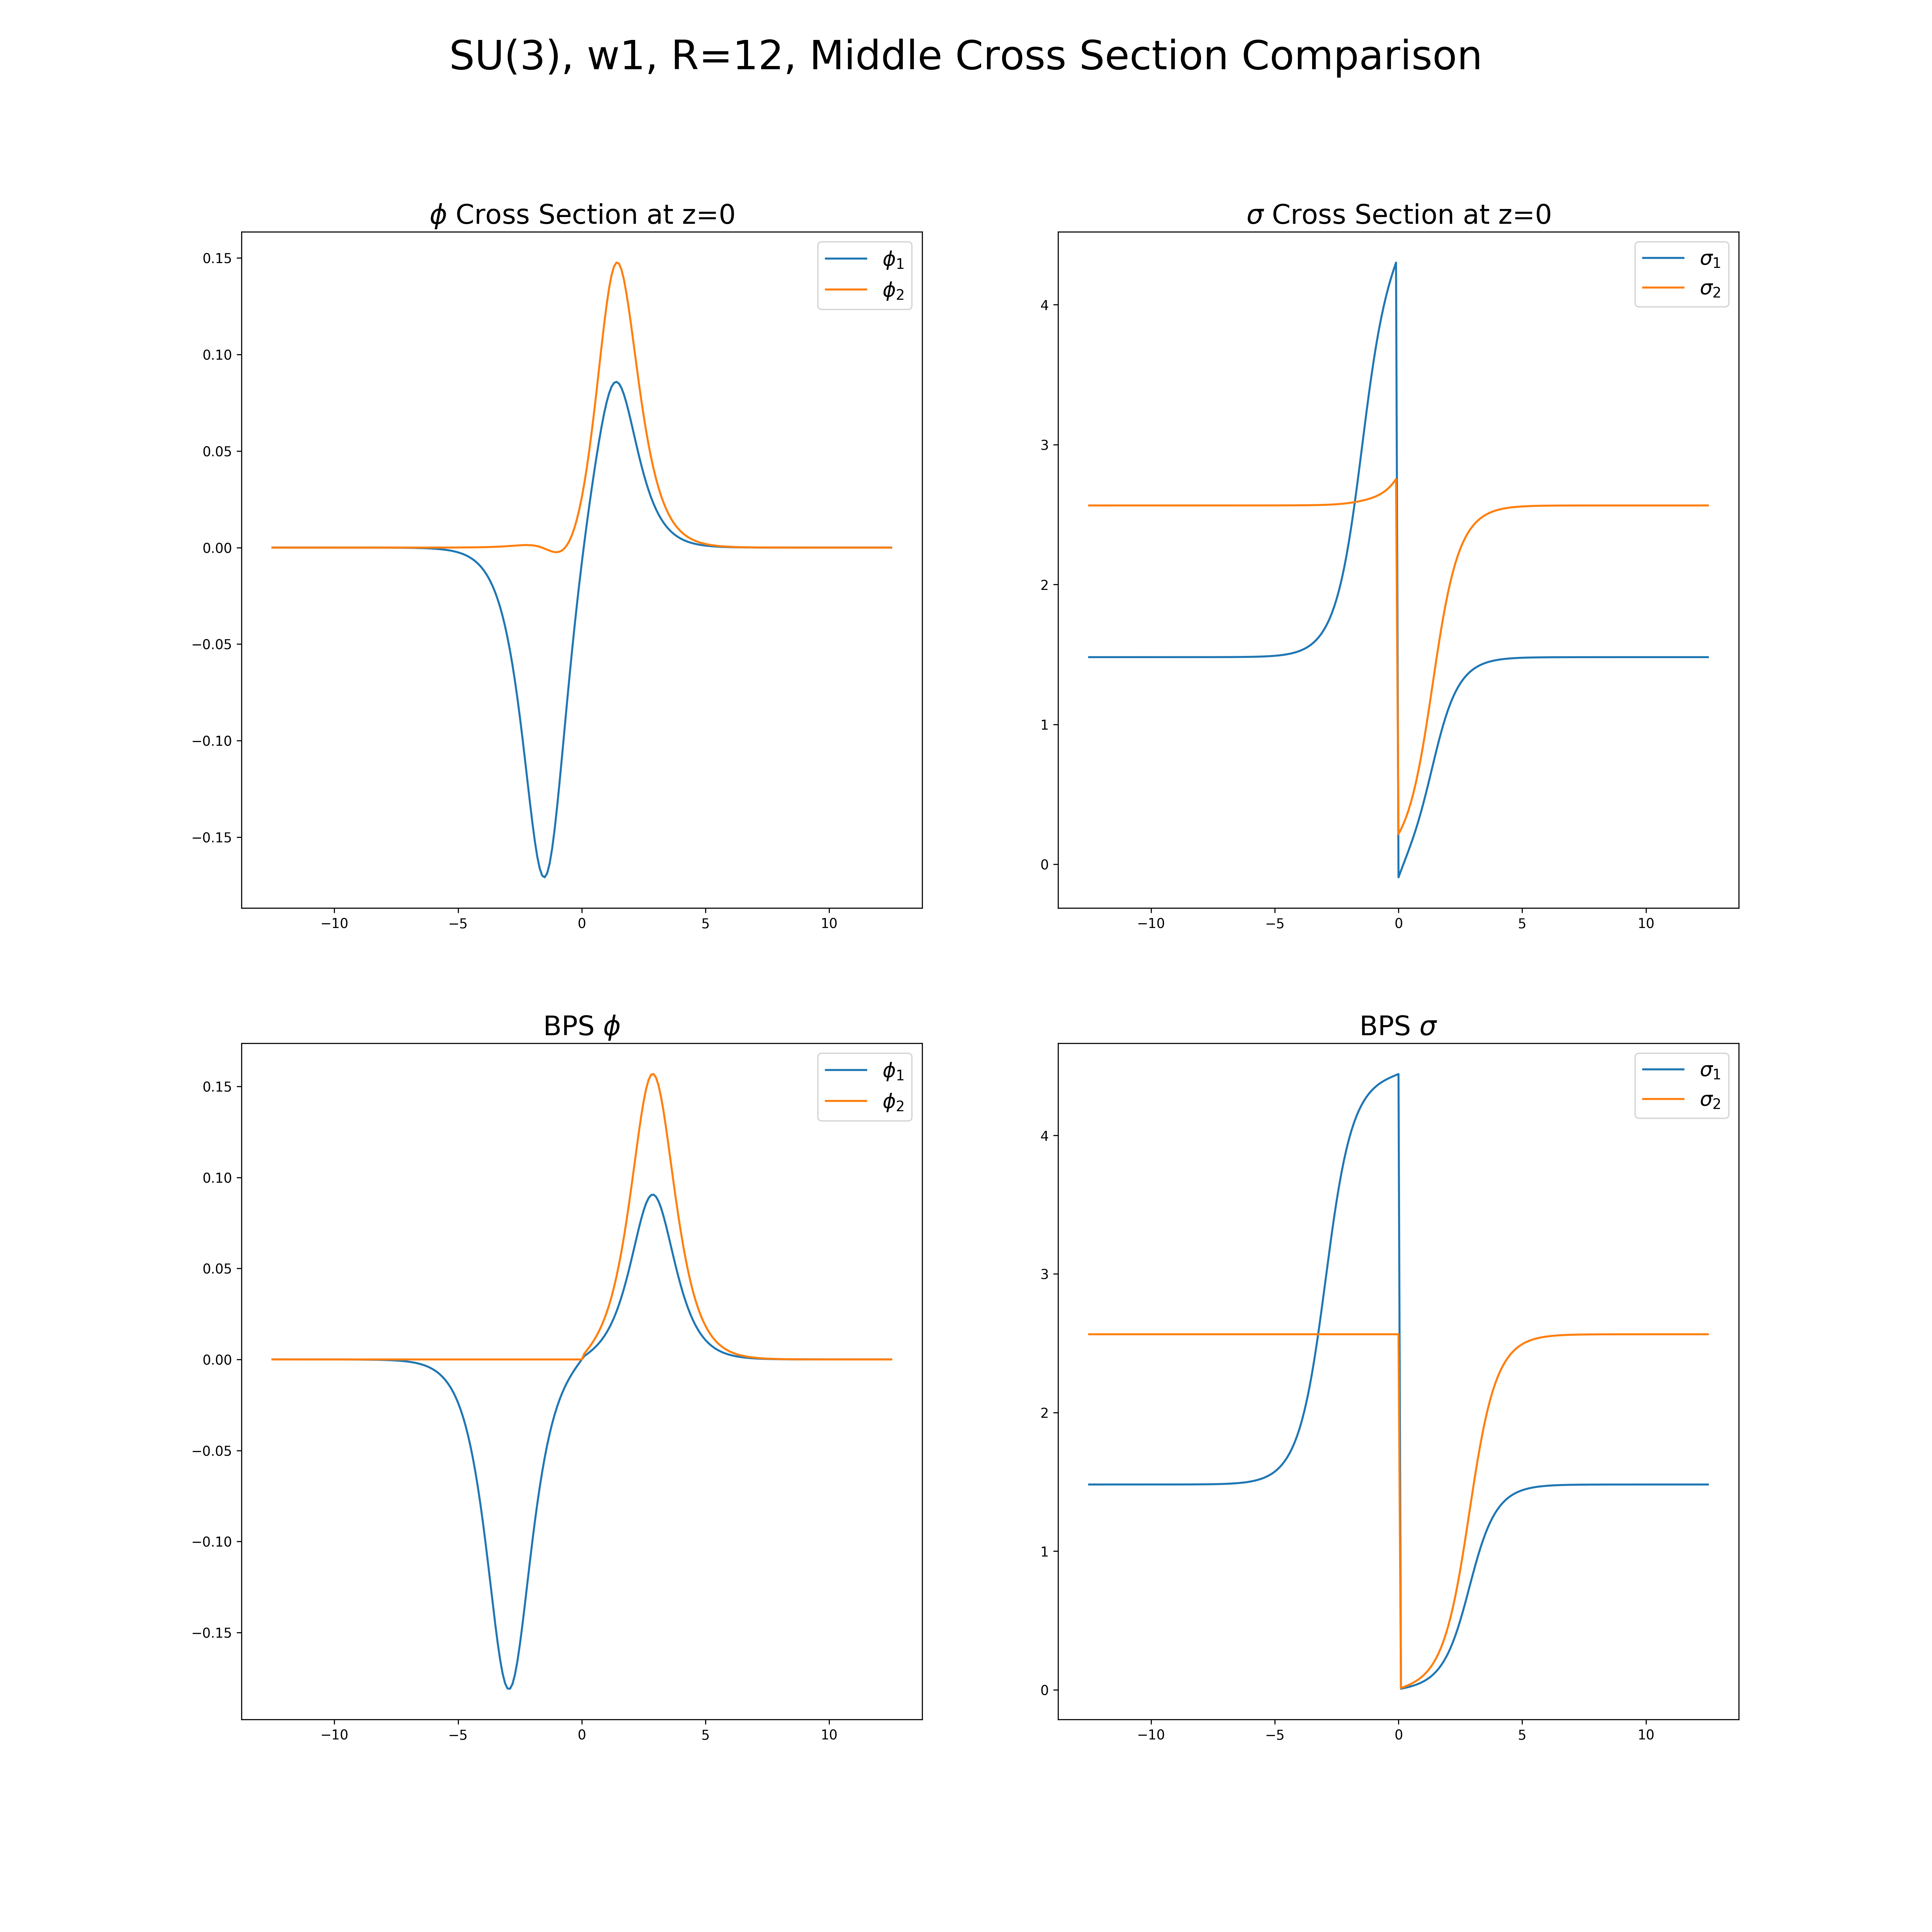 SU(3), w1, R=12, Middle Cross Section Comparison
ϕ Cross Section at z=0
σ Cross Section at z=0
0.15
0.10
0.05
0.00
−0.05
−0.10
−0.15
−10 −5 0 5 10
ϕ₁
ϕ₂
4
3
2
1
0
−10 −5 0 5 10
σ₁
σ₂
BPS ϕ
BPS σ
0.15
0.10
0.05
0.00
−0.05
−0.10
−0.15
−10 −5 0 5 10
ϕ₁
ϕ₂
4
3
2
1
0
−10 −5 0 5 10
σ₁
σ₂